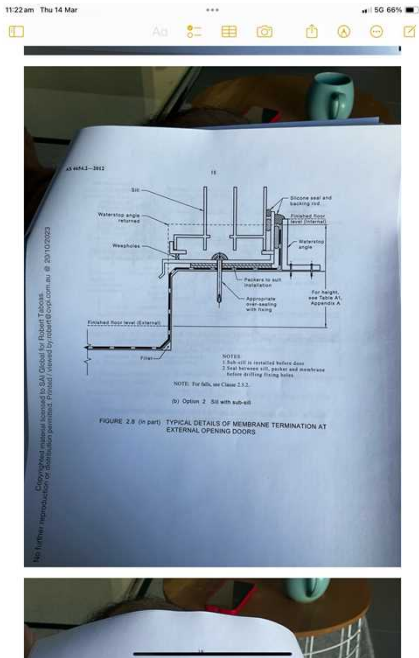 11:22 am Thu 14 Mar
5G 66%
Aa
AS 4654.2—2012
18
Sill
Silicone seal and
backing rod
Waterstop angle
returned
Finished floor
level (Internal)
Waterstop
angle
Weepholes
Packers to suit
installation
Appropriate
over-sealing
with fixing
For height,
see Table A1,
Appendix A
Finished floor level (External)
Fillet
NOTES:
1 Sub-sill is installed before door.
2 Seal between sill, packer and membrane
before drilling fixing holes.
NOTE: For falls, see Clause 2.5.2.
(b) Option 2 Sill with sub-sill
FIGURE 2.8 (in part) TYPICAL DETAILS OF MEMBRANE TERMINATION AT
EXTERNAL OPENING DOORS
Copyrighted material licensed to SAI Global for Robert
No further reproduction or distribution permitted. Printed / viewed by: robert@ @ 20/10/2023